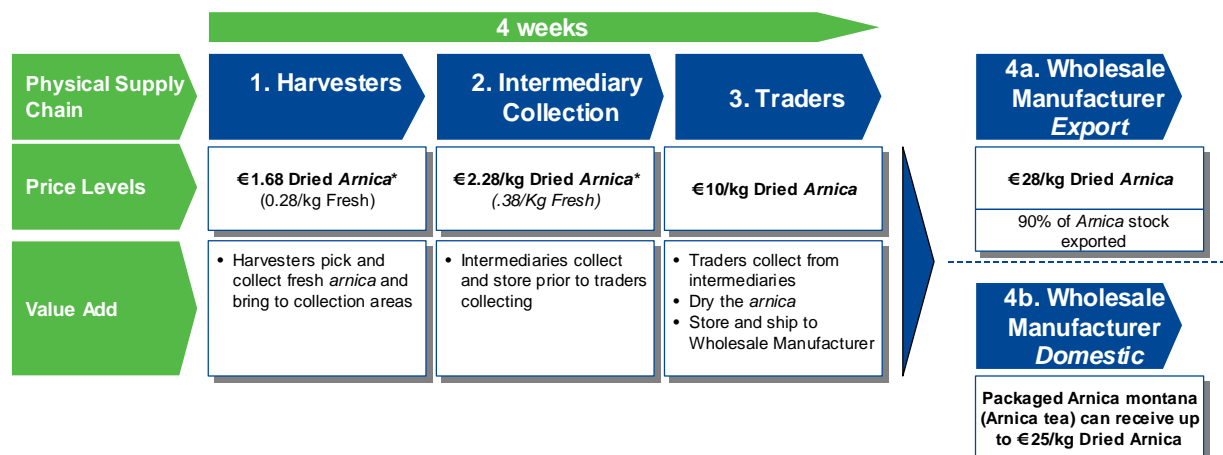 4 weeks
Physical Supply
Chain
1. Harvesters
2. Intermediary
Collection
3. Traders
4a. Wholesale
Manufacturer
Export
Price Levels
€1.68 Dried Arnica*
(0.28/kg Fresh)
€2.28/kg Dried Arnica*
(.38/Kg Fresh)
€10/kg Dried Arnica
€28/kg Dried Arnica
90% of Arnica stock
exported
Value Add
• Harvesters pick and
collect fresh arnica and
bring to collection areas
• Intermediaries collect
and store prior to traders
collecting
• Traders collect from
intermediaries
• Dry the arnica
• Store and ship to
Wholesale Manufacturer
4b. Wholesale
Manufacturer
Domestic
Packaged Arnica montana
(Arnica tea) can receive up
to €25/kg Dried Arnica